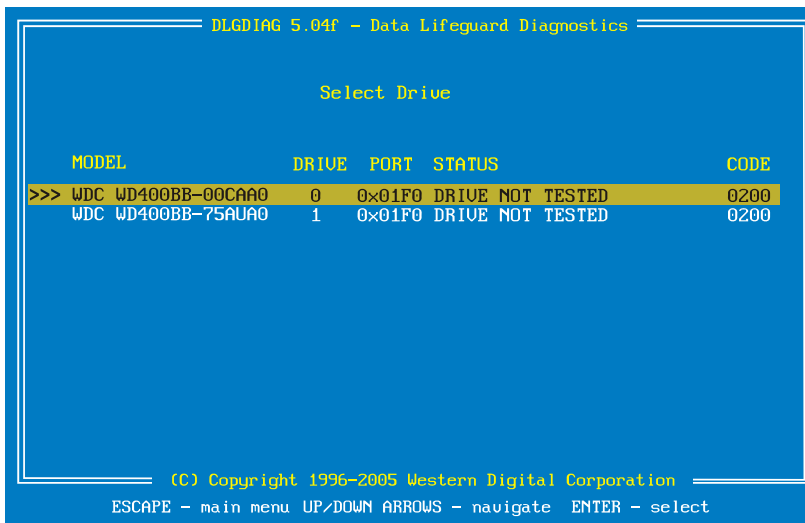 DLGDIAG 5.04f - Data Lifeguard Diagnostics
Select Drive
MODEL DRIVE PORT STATUS CODE
>>> WDC WD400BB-00CAA0 0 0x01F0 DRIVE NOT TESTED 0200
WDC WD400BB-75AUA0 1 0x01F0 DRIVE NOT TESTED 0200
(C) Copyright 1996-2005 Western Digital Corporation
ESCAPE - main menu UP/DOWN ARROWS - navigate ENTER - select